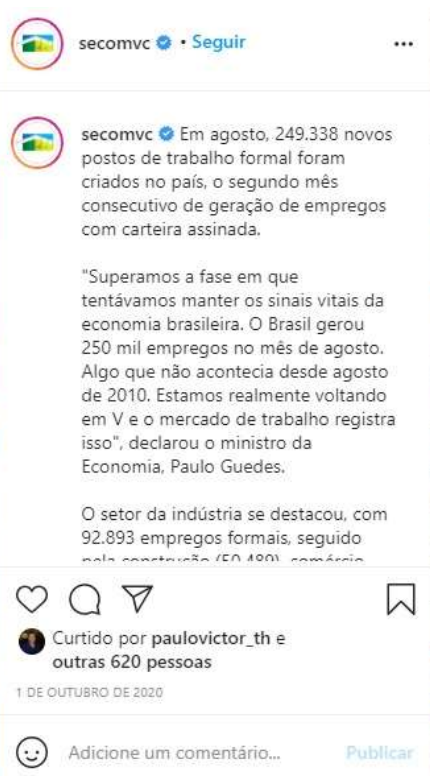 secomvc • Seguir
secomvc Em agosto, 249.338 novos
postos de trabalho formal foram
criados no país, o segundo mês
consecutivo de geração de empregos
com carteira assinada.
"Superamos a fase em que
tentávamos manter os sinais vitais da
economia brasileira. O Brasil gerou
250 mil empregos no mês de agosto.
Algo que não acontecia desde agosto
de 2010. Estamos realmente voltando
em V e o mercado de trabalho registra
isso", declarou o ministro da
Economia, Paulo Guedes.
O setor da indústria se destacou, com
92.893 empregos formais, seguido
pela construção (50.489), comércio
Curtido por paulovictor_th e
outras 620 pessoas
1 DE OUTUBRO DE 2020
Adicione um comentário... Publicar